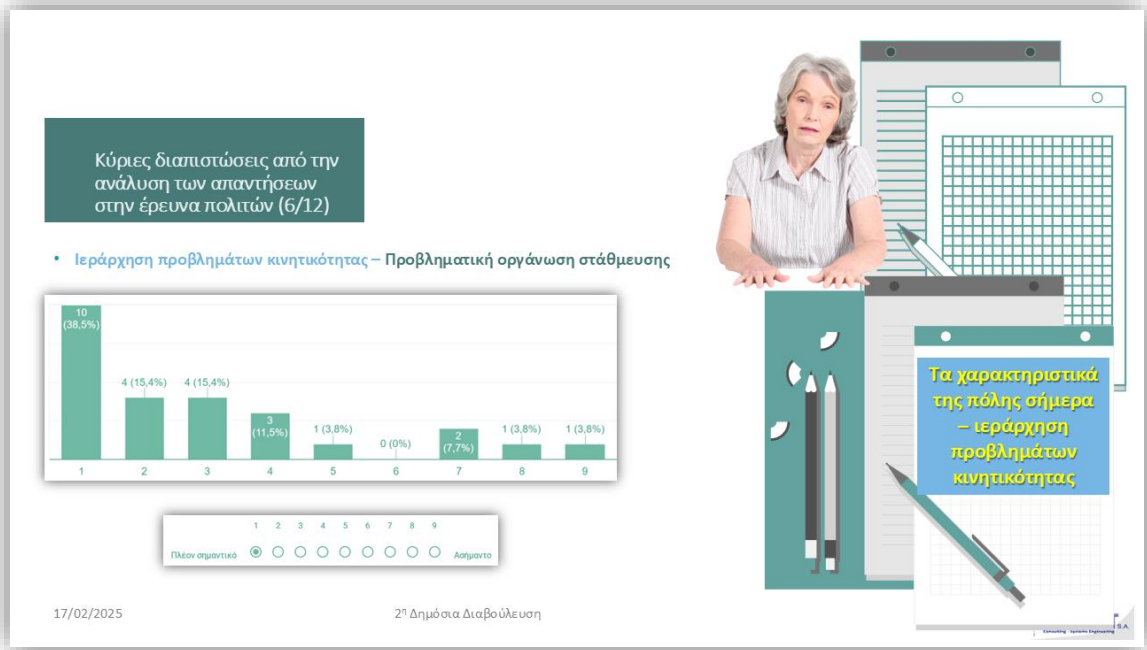 Κύριες διαπιστώσεις από την
ανάλυση των απαντήσεων
στην έρευνα πολιτών (6/12)
• Ιεράρχηση προβλημάτων κινητικότητας – Προβληματική οργάνωση στάθμευσης
10
(38,5%)
4 (15,4%)
4 (15,4%)
3
(11,5%)
1 (3,8%)
0 (0%)
2
(7,7%)
1 (3,8%)
1 (3,8%)
1 2 3 4 5 6 7 8 9
1 2 3 4 5 6 7 8 9
Πλέον σημαντικό Ασήμαντο
Τα χαρακτηριστικά
της πόλης σήμερα
– ιεράρχηση
προβλημάτων
κινητικότητας
17/02/2025
2η Δημόσια Διαβούλευση
S.A.
Consulting - Systems Engineering